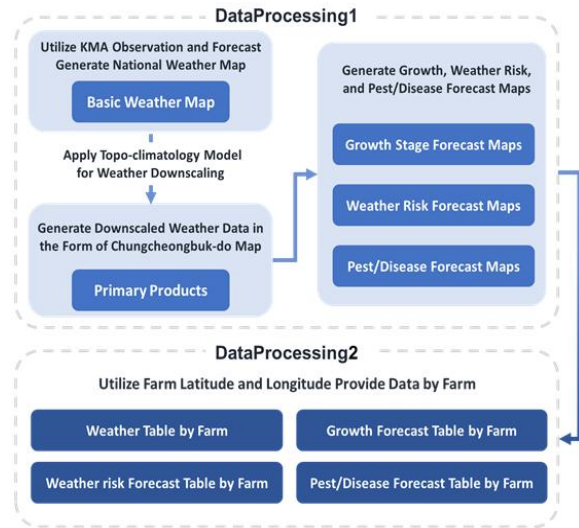 DataProcessing1
Utilize KMA Observation and Forecast
Generate National Weather Map
Basic Weather Map
Apply Topo-climatology Model
for Weather Downscaling
Generate Downscaled Weather Data in
the Form of Chungcheongbuk-do Map
Primary Products
Generate Growth, Weather Risk,
and Pest/Disease Forecast Maps
Growth Stage Forecast Maps
Weather Risk Forecast Maps
Pest/Disease Forecast Maps
DataProcessing2
Utilize Farm Latitude and Longitude Provide Data by Farm
Weather Table by Farm
Growth Forecast Table by Farm
Weather risk Forecast Table by Farm
Pest/Disease Forecast Table by Farm